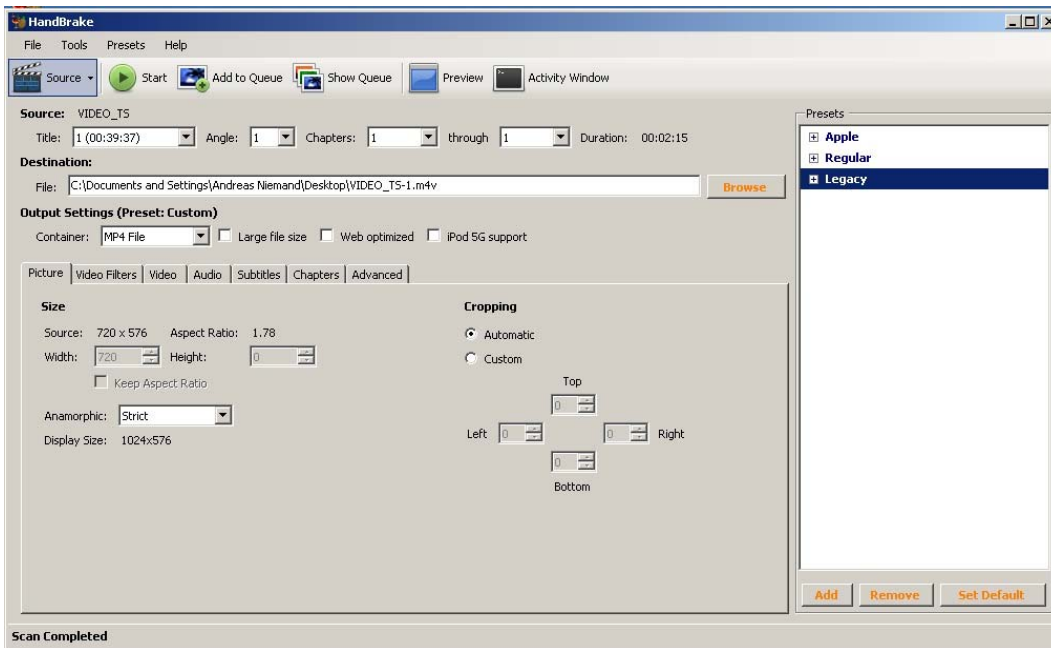 HandBrake
File Tools Presets Help
Source Start Add to Queue Show Queue Preview Activity Window
Source: VIDEO_TS
Title: 1 (00:39:37) Angle: 1 Chapters: 1 through 1 Duration: 00:02:15
Destination:
File: C:\Documents and Settings\Andreas Niemand\Desktop\VIDEO_TS-1.m4v Browse
Output Settings (Preset: Custom)
Container: MP4 File Large file size Web optimized iPod 5G support
Picture Video Filters Video Audio Subtitles Chapters Advanced
Size
Source: 720 x 576 Aspect Ratio: 1.78
Width: 720 Height: 0
Keep Aspect Ratio
Anamorphic: Strict
Display Size: 1024x576
Cropping
Automatic
Custom
Top
0
Left 0 0 Right
0
Bottom
Presets
Apple
Regular
Legacy
Add Remove Set Default
Scan Completed